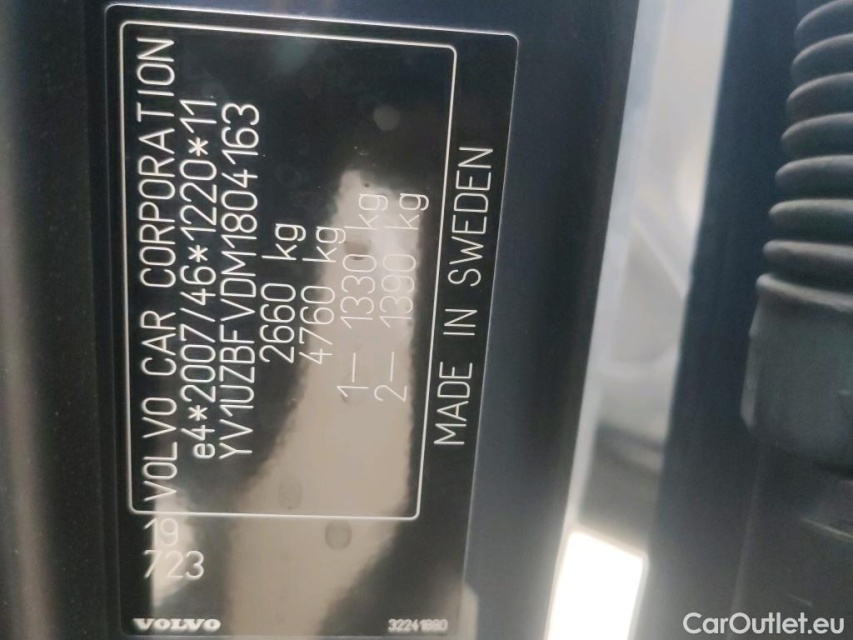 VOLVO CAR CORPORATION
e4*2007/46*1220*11
YV1UZBFVDM1804163
2660 kg
4760 kg
1– 1330 kg
2– 1390 kg
MADE IN SWEDEN
19
723
VOLVO
32241880
CarOutlet.eu